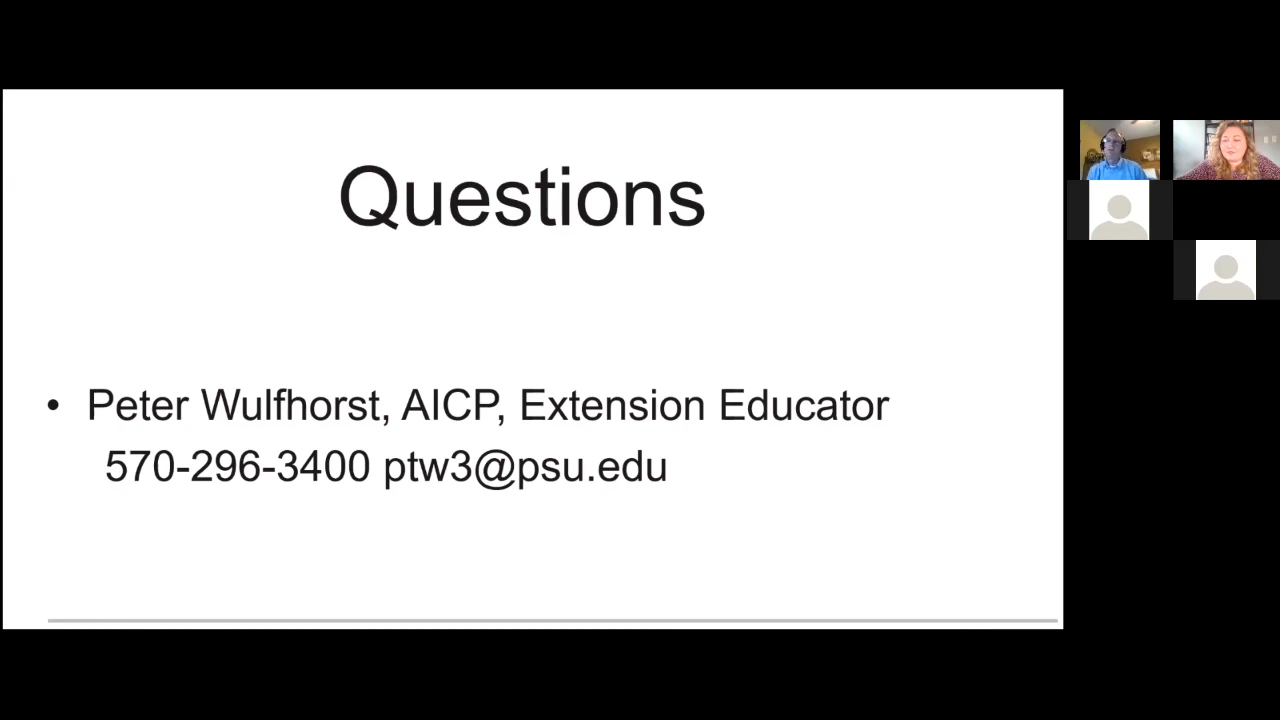 Questions
• Peter Wulfhorst, AICP, Extension Educator
570-296-3400 ptw3@psu.edu